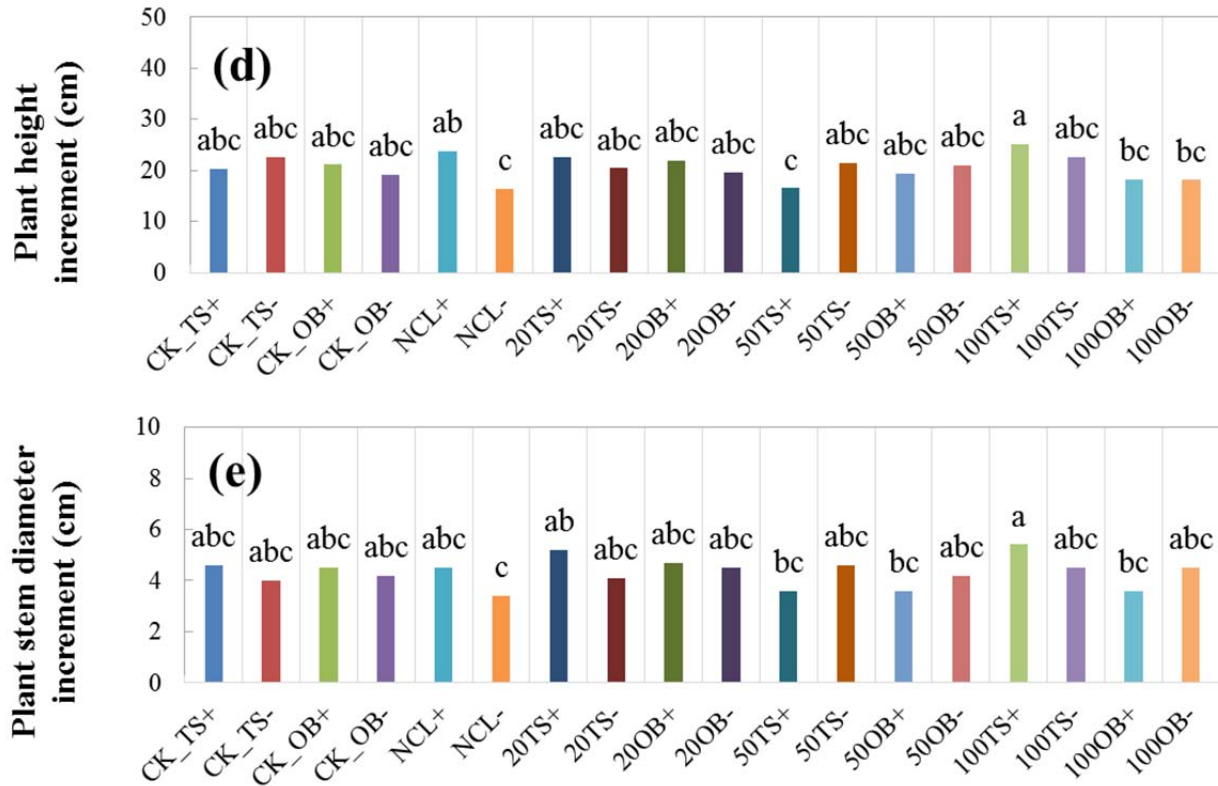 Plant height
increment (cm)
50
40
30
20
10
0
(d)
abc abc abc abc ab c abc abc abc abc c abc abc abc a abc bc bc
CK_TS+ CK_TS- CK_OB+ CK_OB- NCL+ NCL- 20TS+ 20TS- 20OB+ 20OB- 50TS+ 50TS- 50OB+ 50OB- 100TS+ 100TS- 100OB+ 100OB-
Plant stem diameter
increment (cm)
10
8
6
4
2
0
(e)
abc abc abc abc abc c ab abc abc abc bc abc bc abc a abc bc abc
CK_TS+ CK_TS- CK_OB+ CK_OB- NCL+ NCL- 20TS+ 20TS- 20OB+ 20OB- 50TS+ 50TS- 50OB+ 50OB- 100TS+ 100TS- 100OB+ 100OB-